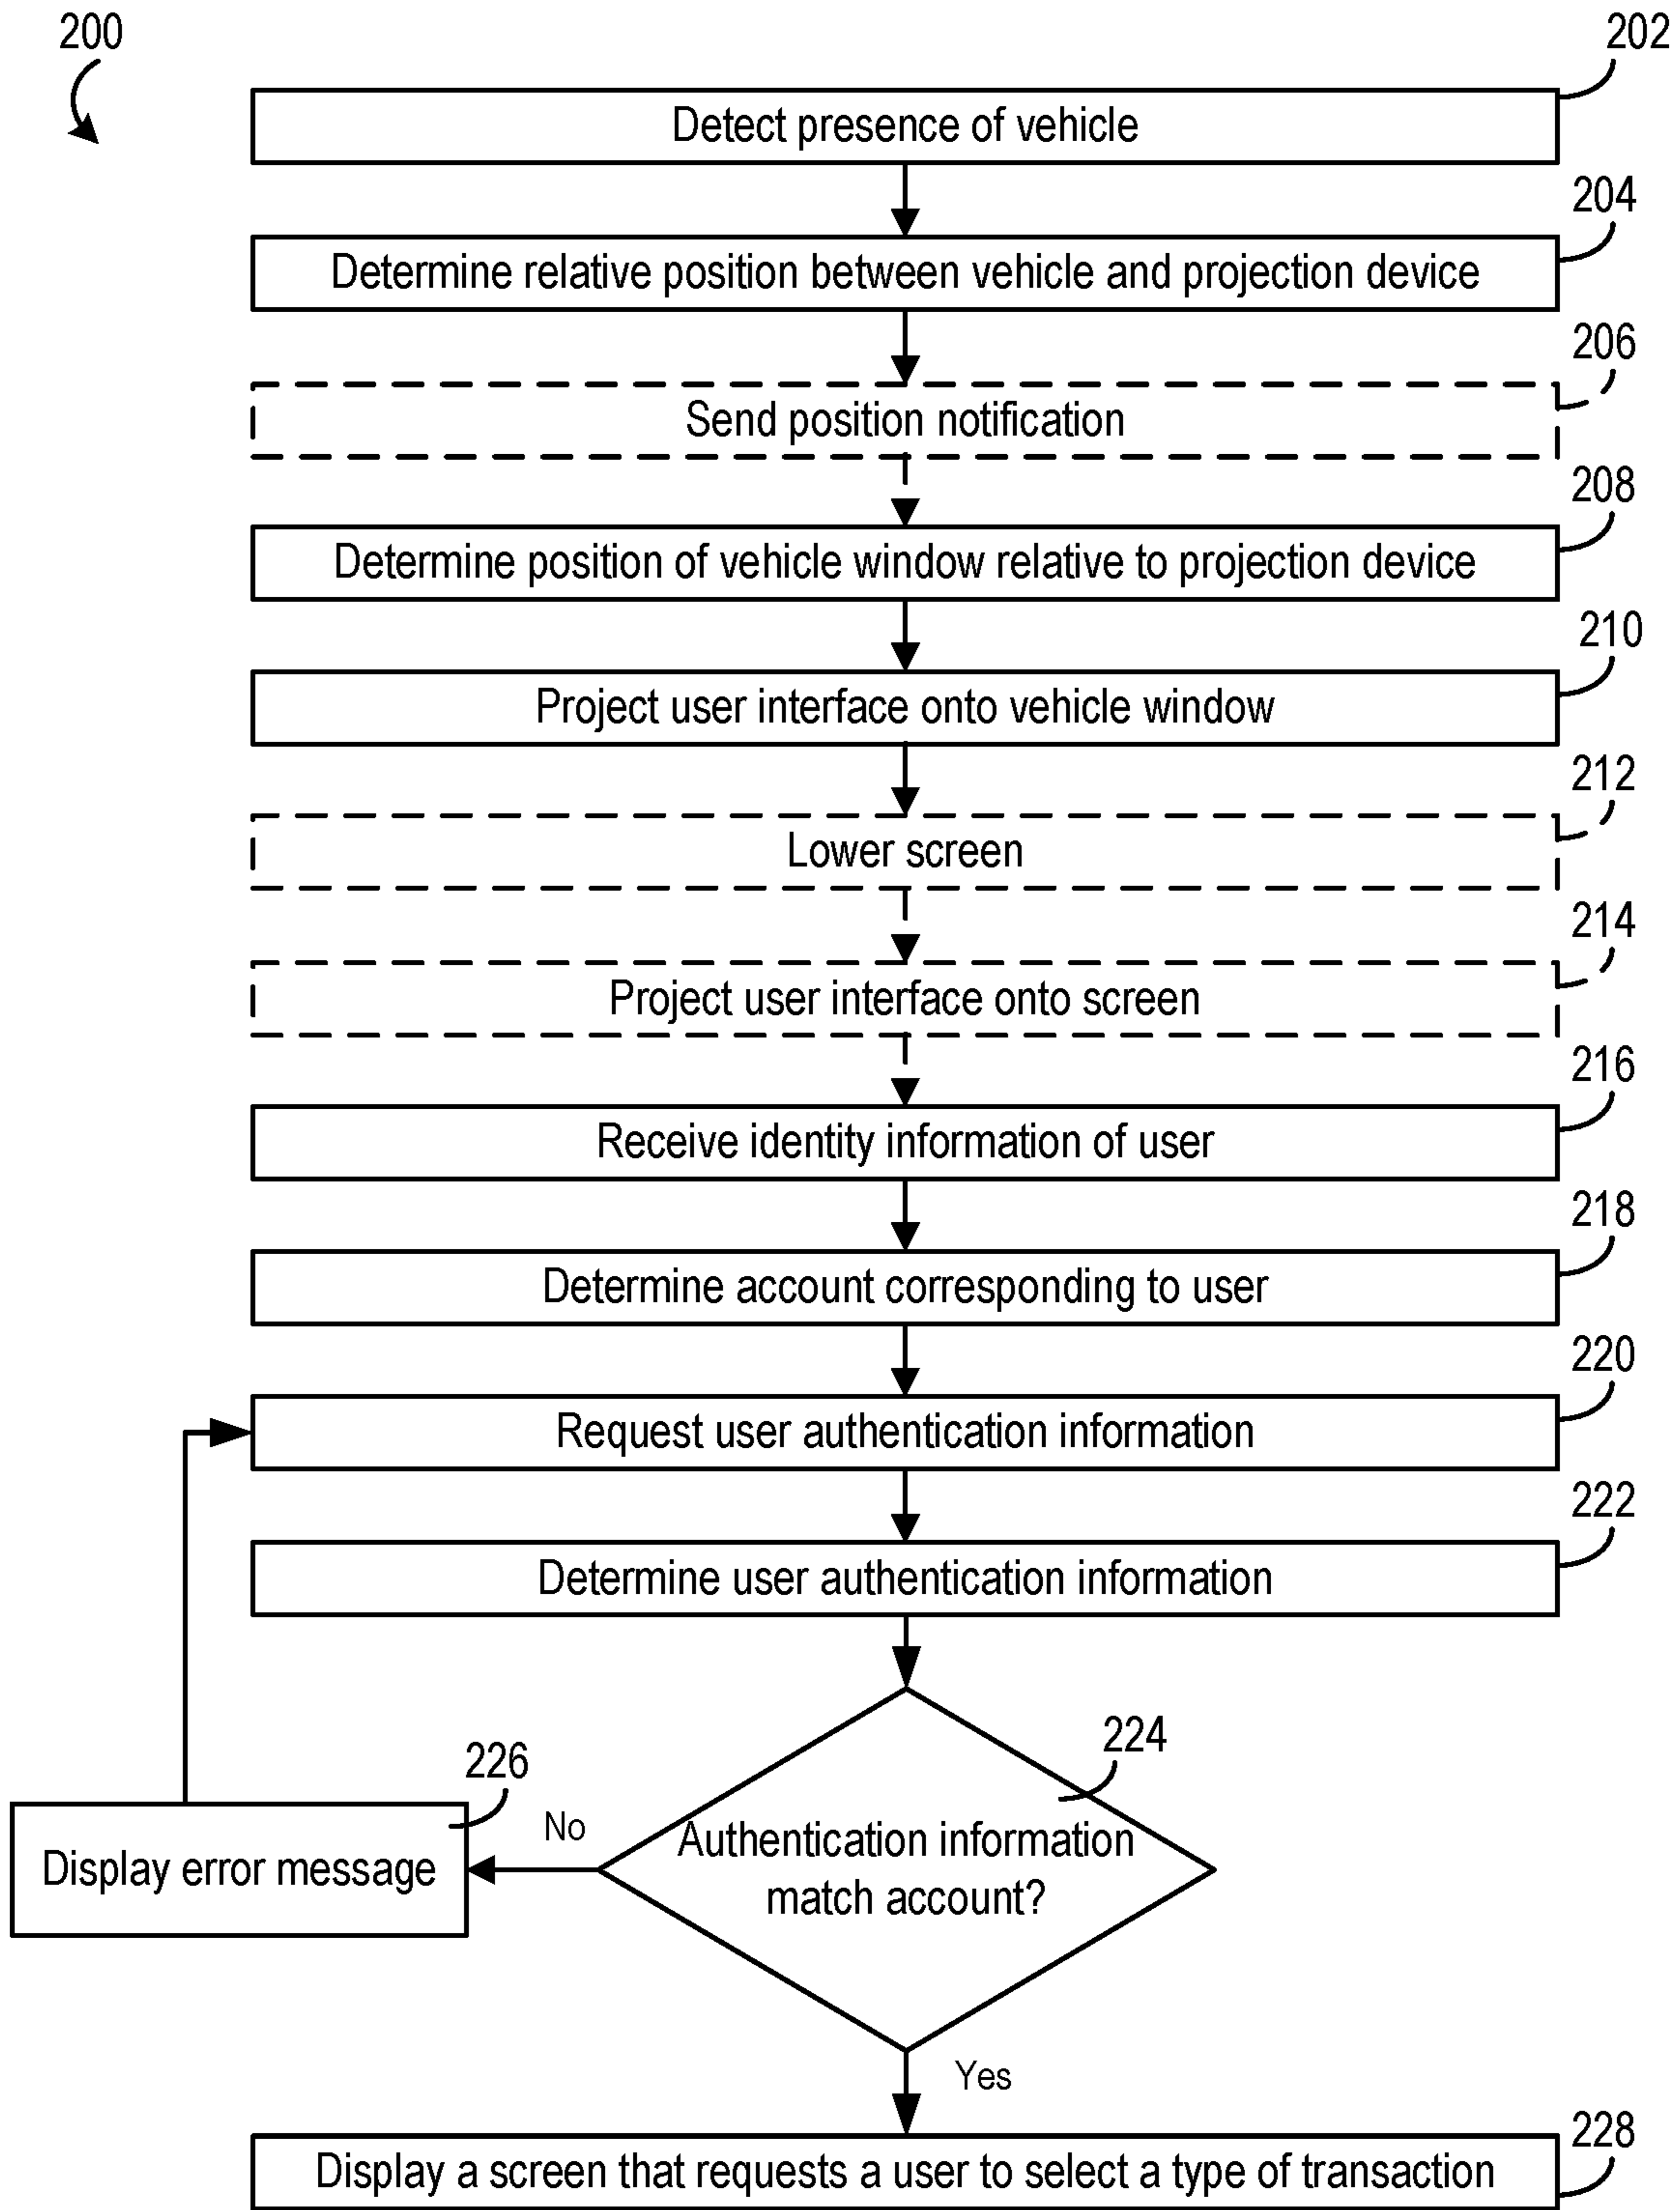 200
202
Detect presence of vehicle
204
Determine relative position between vehicle and projection device
206
Send position notification
208
Determine position of vehicle window relative to projection device
210
Project user interface onto vehicle window
212
Lower screen
214
Project user interface onto screen
216
Receive identity information of user
218
Determine account corresponding to user
220
Request user authentication information
222
Determine user authentication information
224
Authentication information
match account?
226
No
Display error message
Yes
228
Display a screen that requests a user to select a type of transaction